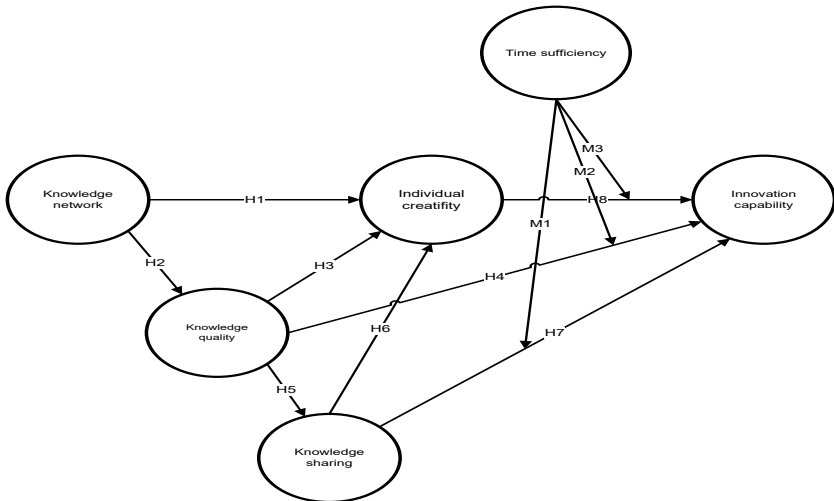 Time sufficiency
M3
M2
Knowledge
network
H1
Individual
creatifity
H8
Innovation
capability
M1
H2
H3
H4
Knowledge
quality
H6
H7
H5
Knowledge
sharing